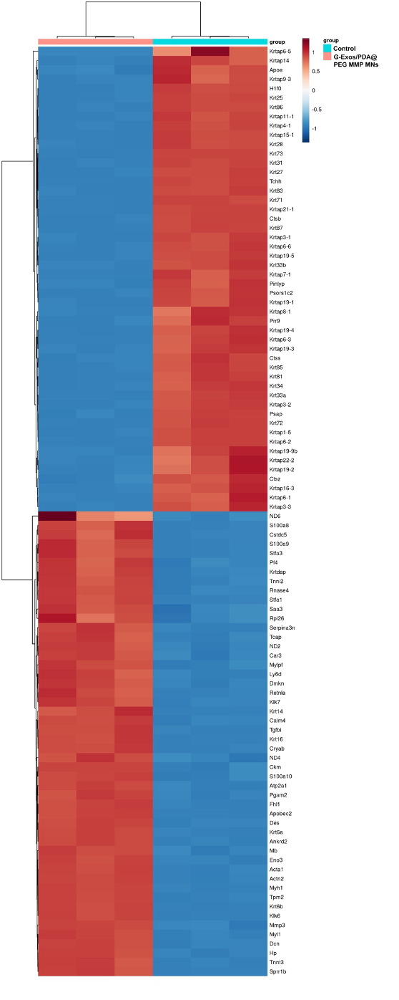 group
Krtap6-5
Krtap14
Apoe
Krtap9-3
H1f0
Krt25
Krt86
Krtap11-1
Krtap4-1
Krtap15-1
Krt28
Krt73
Krt31
Krt27
Tchh
Krt83
Krt71
Krtap21-1
Ctsb
Krt87
Krtap3-1
Krtap6-6
Krtap19-5
Krt33b
Krtap7-1
Pinlyp
Psors1c2
Krtap19-1
Krtap8-1
Prr9
Krtap19-4
Krtap6-3
Krtap19-3
Ctss
Krt85
Krt81
Krt34
Krt33a
Krtap3-2
Psap
Krt72
Krtap1-5
Krtap6-2
Krtap19-9b
Krtap22-2
Krtap19-2
Ctsz
Krtap16-3
Krtap6-1
Krtap3-3
ND6
S100a8
Cstdc5
S100a9
Stfa3
Pf4
Krtdap
Tnni2
Rnase4
Stfa1
Saa3
Rpl26
Serpina3n
Tcap
ND2
Car3
Mylpf
Ly6d
Dmkn
Retnla
Klk7
Krt14
Calm4
Tgfbi
Krt16
Cryab
ND4
Ckm
S100a10
Atp2a1
Pgam2
Fhl1
Apobec2
Des
Krt6a
Ankrd2
Mb
Eno3
Acta1
Actn2
Myh1
Tpm2
Krt6b
Klk6
Mmp3
Myl1
Dcn
Hp
Tnnt3
Sprr1b
1
0.5
0
-0.5
-1
group
Control
G-Exos/PDA@
PEG MMP MNs